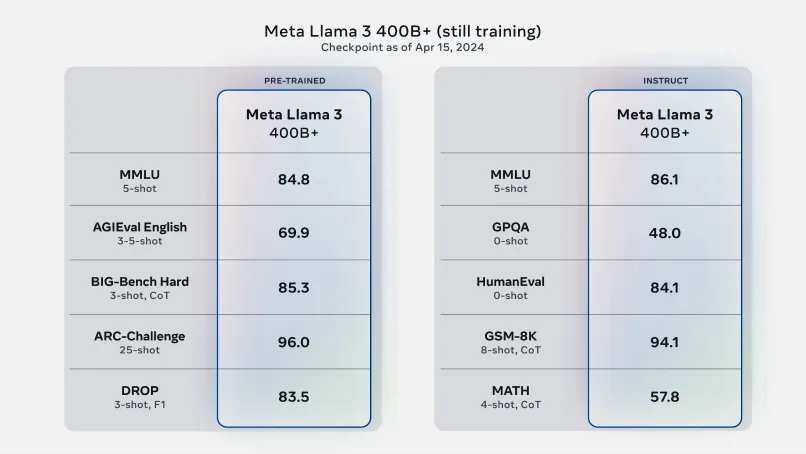 Meta Llama 3 400B+ (still training)
Checkpoint as of Apr 15, 2024
PRE-TRAINED
Meta Llama 3
400B+
MMLU
5-shot
84.8
AGIEval English
3-5-shot
69.9
BIG-Bench Hard
3-shot, CoT
85.3
ARC-Challenge
25-shot
96.0
DROP
3-shot, F1
83.5
INSTRUCT
Meta Llama 3
400B+
MMLU
5-shot
86.1
GPQA
0-shot
48.0
HumanEval
0-shot
84.1
GSM-8K
8-shot, CoT
94.1
MATH
4-shot, CoT
57.8